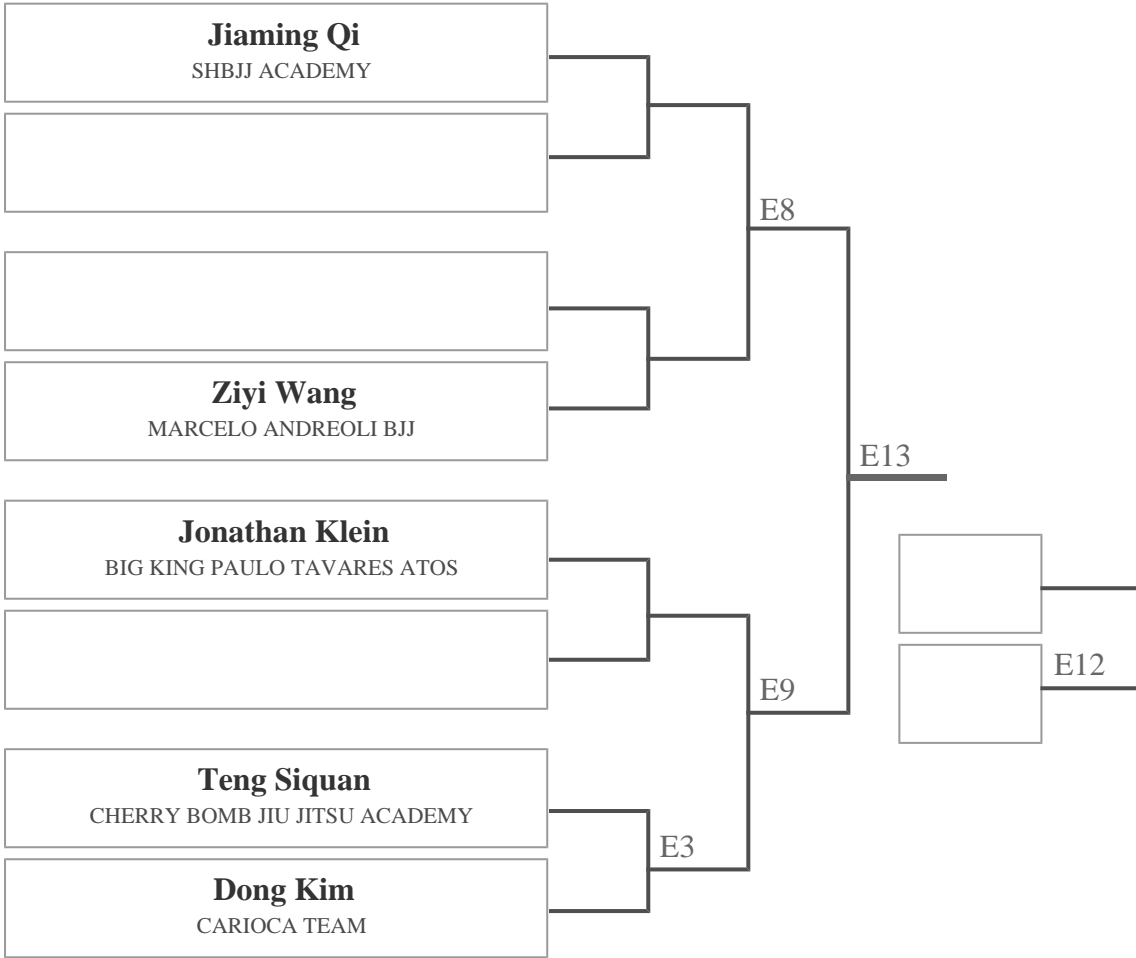 Jiaming Qi
SHBJJ ACADEMY
E8
Ziyi Wang
MARCELO ANDREOLI BJJ
E13
Jonathan Klein
BIG KING PAULO TAVARES ATOS
E12
E9
Teng Siquan
CHERRY BOMB JIU JITSU ACADEMY
E3
Dong Kim
CARIOCA TEAM